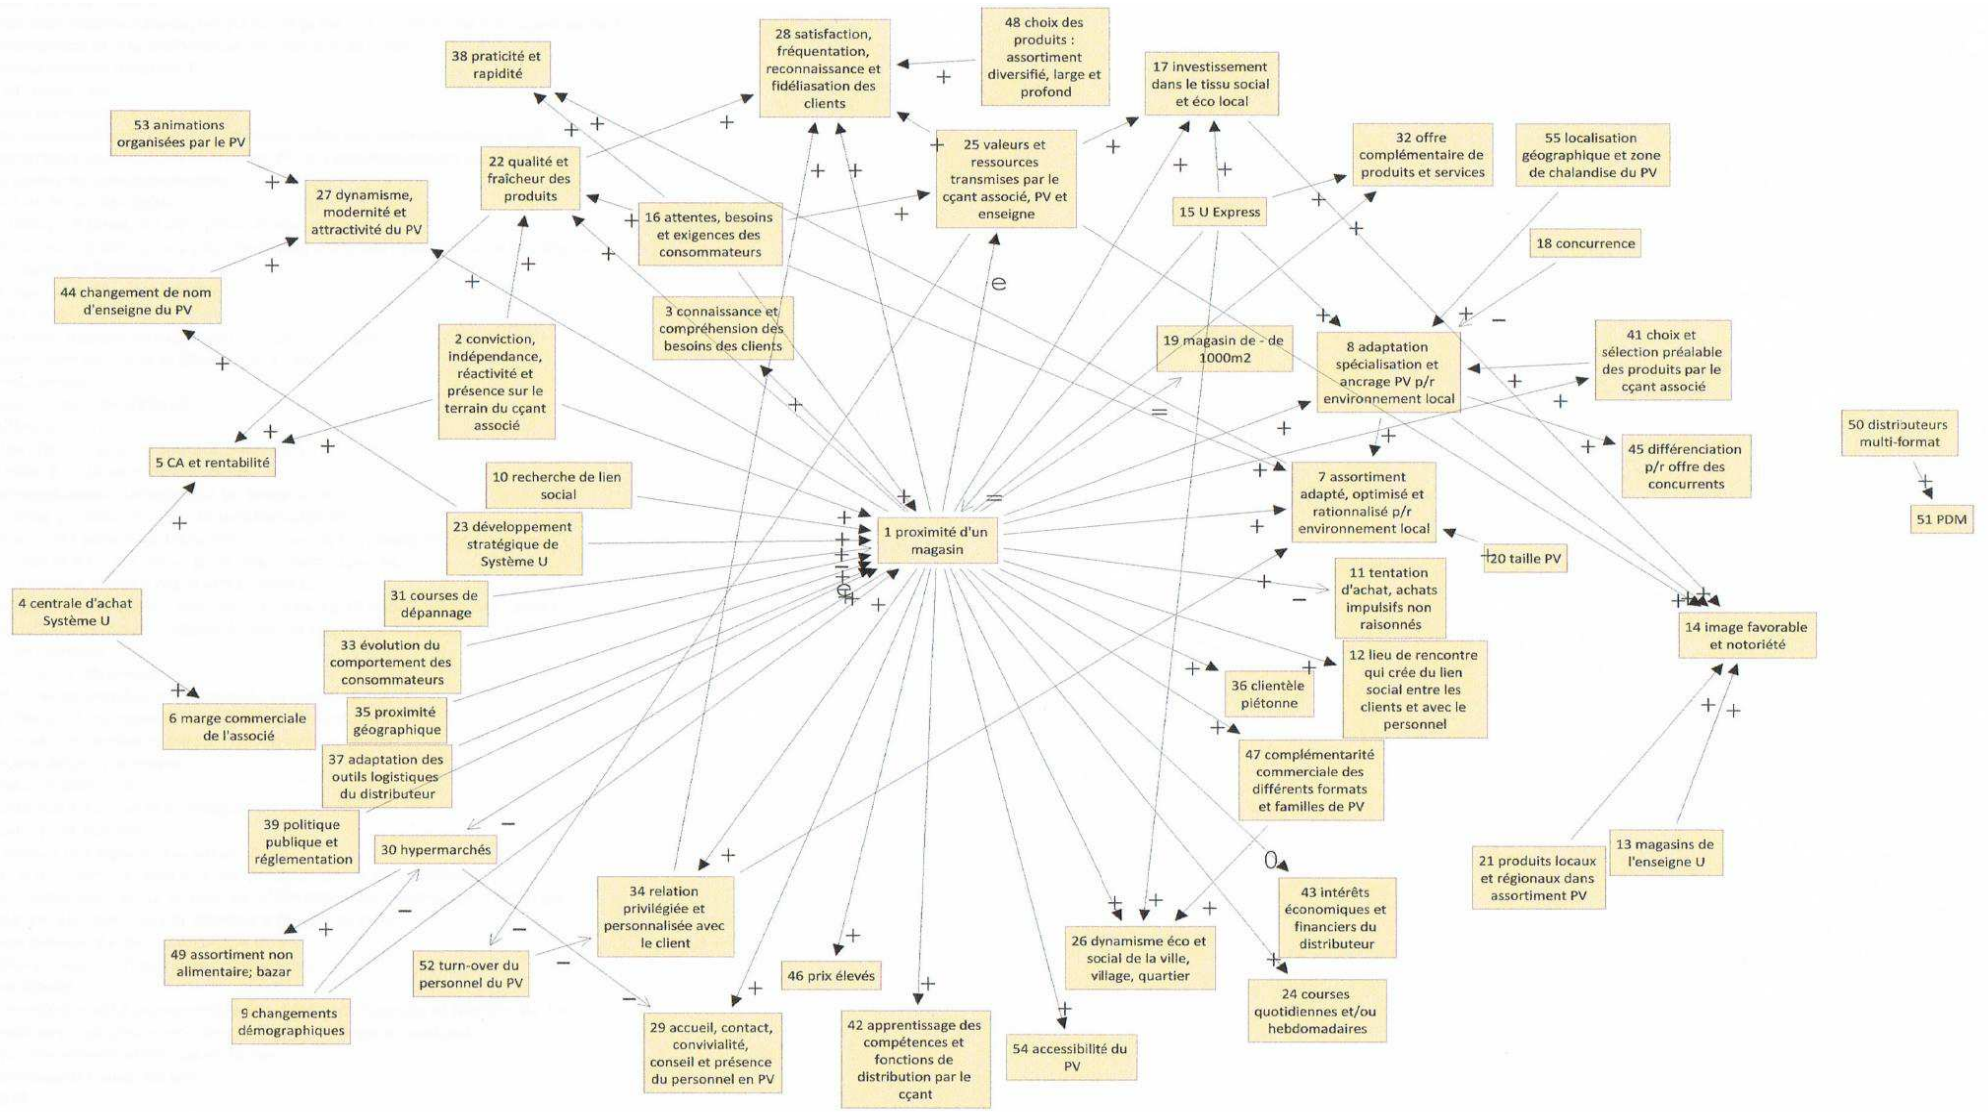 38 praticité et
rapidité
28 satisfaction,
fréquentation,
reconnaissance et
fidéliasation des
clients
48 choix des
produits :
assortiment
diversifié, large et
profond
17 investissement
dans le tissu social
et éco local
53 animations
organisées par le PV
22 qualité et
fraîcheur des
produits
25 valeurs et
ressources
transmises par le
cçant associé, PV et
enseigne
32 offre
complémentaire de
produits et services
55 localisation
géographique et zone
de chalandise du PV
27 dynamisme,
modernité et
attractivité du PV
16 attentes, besoins
et exigences des
consommateurs
15 U Express
18 concurrence
44 changement de nom
d'enseigne du PV
2 conviction,
indépendance,
réactivité et
présence sur le
terrain du cçant
associé
3 connaissance et
compréhension des
besoins des clients
e
19 magasin de - de
1000m2
8 adaptation
spécialisation et
ancrage PV p/r
environnement local
41 choix et
sélection préalable
des produits par le
cçant associé
50 distributeurs
multi-format
5 CA et rentabilité
10 recherche de lien
social
45 différenciation
p/r offre des
concurrents
7 assortiment
adapté, optimisé et
rationnalisé p/r
environnement local
51 PDM
23 développement
stratégique de
Système U
1 proximité d'un
magasin
20 taille PV
4 centrale d'achat
Système U
31 courses de
dépannage
e
11 tentation
d'achat, achats
impulsifs non
raisonnés
14 image favorable
et notoriété
33 évolution du
comportement des
consommateurs
12 lieu de rencontre
qui crée du lien
social entre les
clients et avec le
personnel
36 clientèle
piétonne
6 marge commerciale
de l'associé
35 proximité
géographique
37 adaptation des
outils logistiques
du distributeur
47 complémentarité
commerciale des
différents formats
et familles de PV
39 politique
publique et
réglementation
30 hypermarchés
0
21 produits locaux
et régionaux dans
assortiment PV
13 magasins de
l'enseigne U
34 relation
privilégiée et
personnalisée avec
le client
43 intérêts
économiques et
financiers du
distributeur
49 assortiment non
alimentaire; bazar
52 turn-over du
personnel du PV
46 prix élevés
26 dynamisme éco et
social de la ville,
village, quartier
9 changements
démographiques
24 courses
quotidiennes et/ou
hebdomadaires
29 accueil, contact,
convivialité,
conseil et présence
du personnel en PV
42 apprentissage des
compétences et
fonctions de
distribution par le
cçant
54 accessibilité du
PV